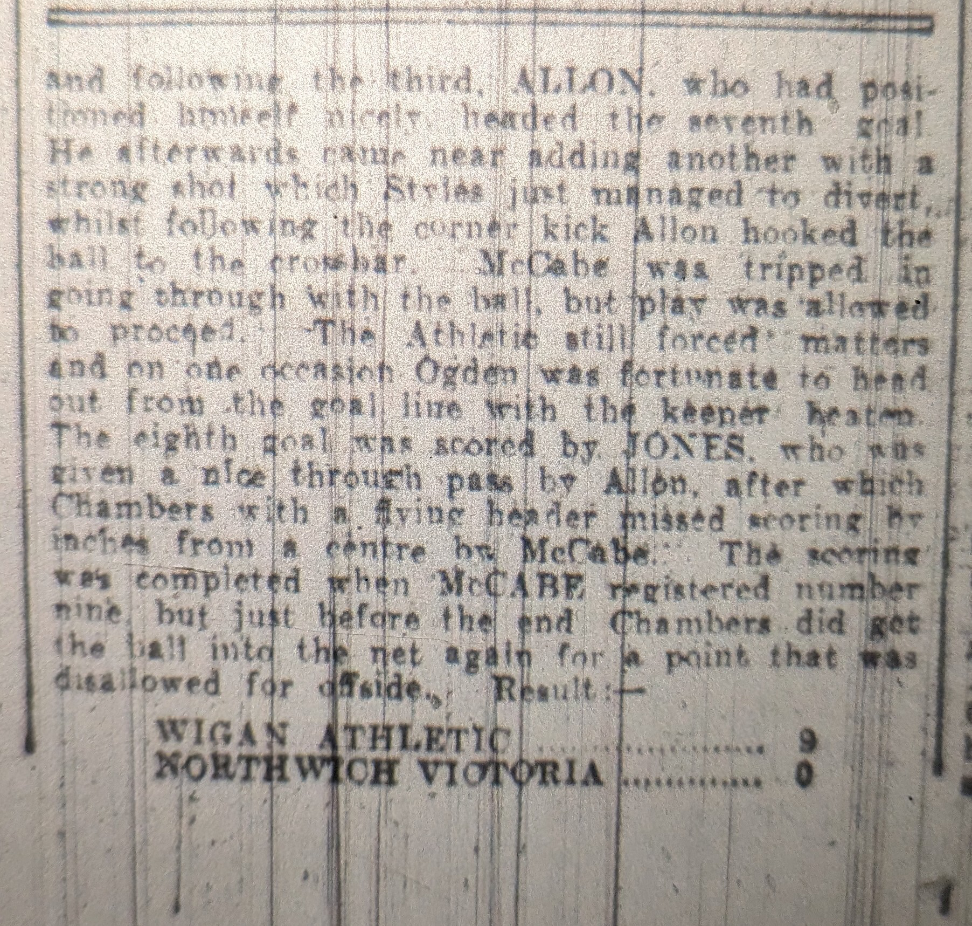 and following the third, ALLON, who had posi-
tioned himself nicely, headed the seventh goal
He afterwards came near adding another with a
strong shot which Styles just managed to divert,
whilst following the corner kick Allon hooked the
ball to the crossbar. McCabe was tripped in
going through with the ball, but play was allowed
to proceed. The Athletic still forced matters
and on one occasion Ogden was fortunate to head
out from the goal line with the keeper beaten.
The eighth goal was scored by JONES, who was
given a nice through pass by Allon, after which
Chambers with a flying header missed scoring by
inches from a centre by McCabe. The scoring
was completed when McCABE registered number
nine, but just before the end Chambers did get
the ball into the net again for a point that was
disallowed for offside. Result:—
WIGAN ATHLETIC .................... 9
NORTHWICH VICTORIA ............. 0